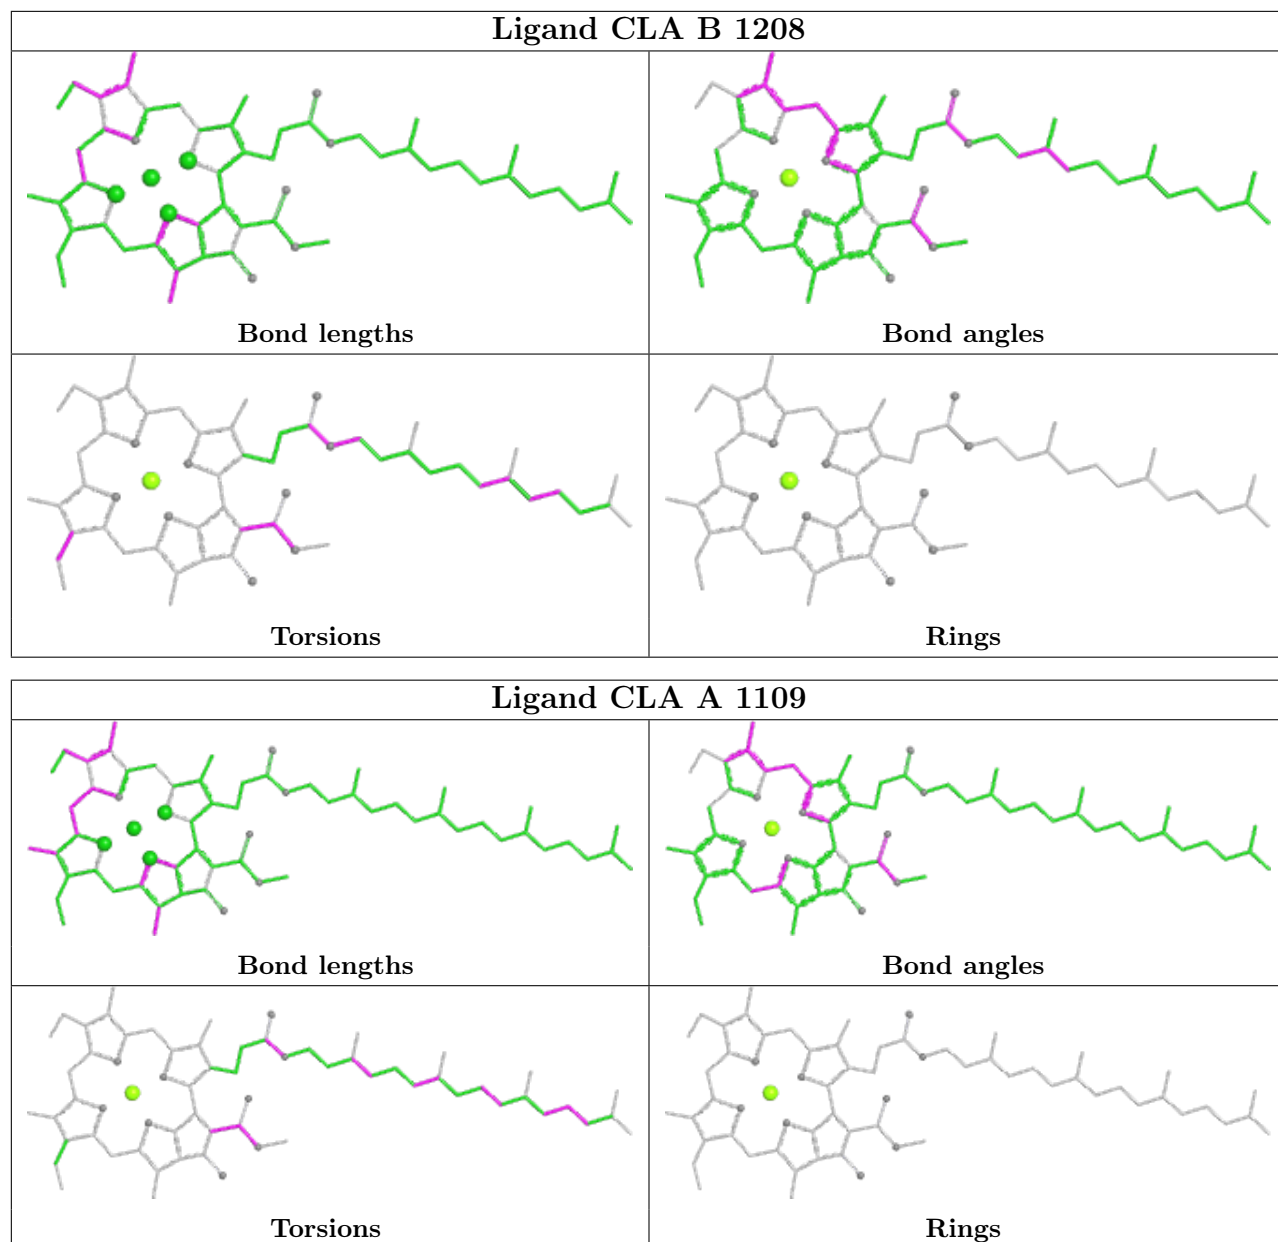 Ligand CLA B 1208
Bond lengths
Bond angles
Torsions
Rings
Ligand CLA A 1109
Bond lengths
Bond angles
Torsions
Rings